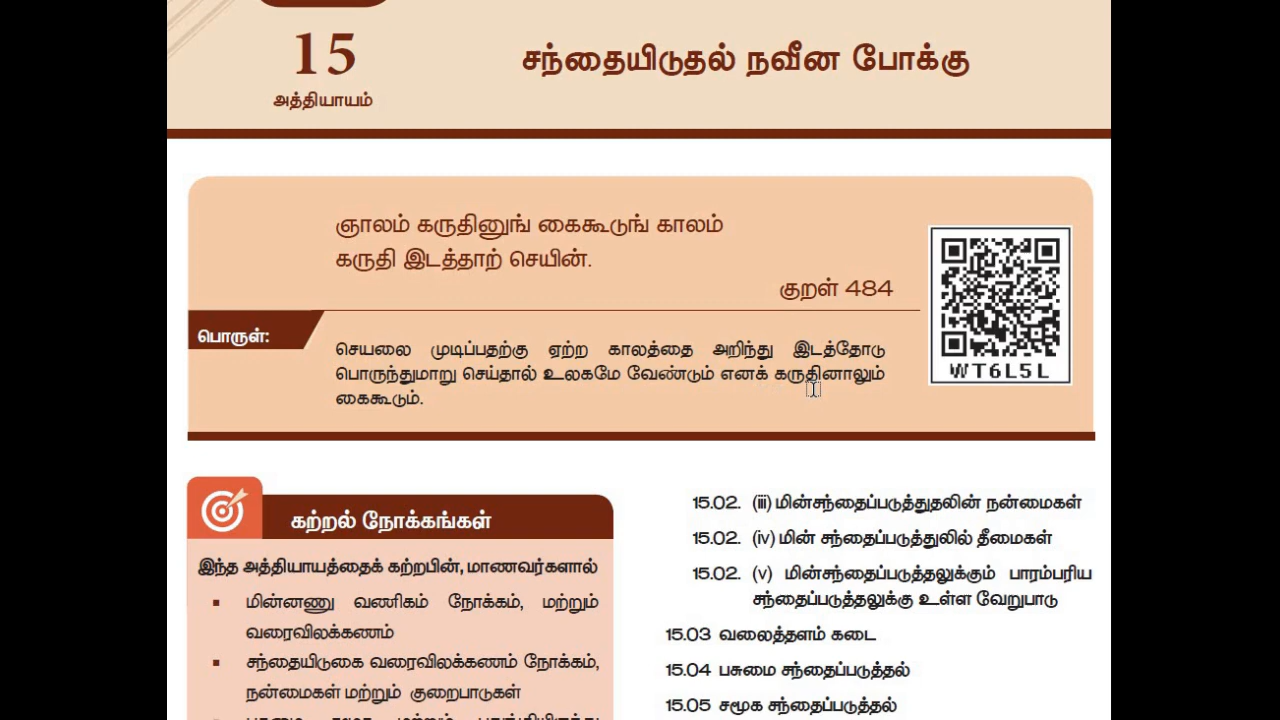 15
அத்தியாயம்
சந்தையிடுதல் நவீன போக்கு
ஞாலம் கருதினுங் கைகூடுங் காலம்
கருதி இடத்தாற் செயின்.
குறள் 484
பொருள்:
செயலை முடிப்பதற்கு ஏற்ற காலத்தை அறிந்து இடத்தோடு
பொருந்துமாறு செய்தால் உலகமே வேண்டும் எனக் கருதினாலும்
கைகூடும்.
WT6L5L
கற்றல் நோக்கங்கள்
இந்த அத்தியாயத்தைக் கற்றபின், மாணவர்களால்
▪ மின்னணு வணிகம் நோக்கம், மற்றும்
வரைவிலக்கணம்
▪ சந்தையிடுகை வரைவிலக்கணம் நோக்கம்,
நன்மைகள் மற்றும் குறைபாடுகள்
15.02. (iii) மின்சந்தைப்படுத்துதலின் நன்மைகள்
15.02. (iv) மின் சந்தைப்படுத்துலில் தீமைகள்
15.02. (v) மின்சந்தைப்படுத்தலுக்கும் பாரம்பரிய
சந்தைப்படுத்தலுக்கு உள்ள வேறுபாடு
15.03 வலைத்தளம் கடை
15.04 பசுமை சந்தைப்படுத்தல்
15.05 சமூக சந்தைப்படுத்தல்